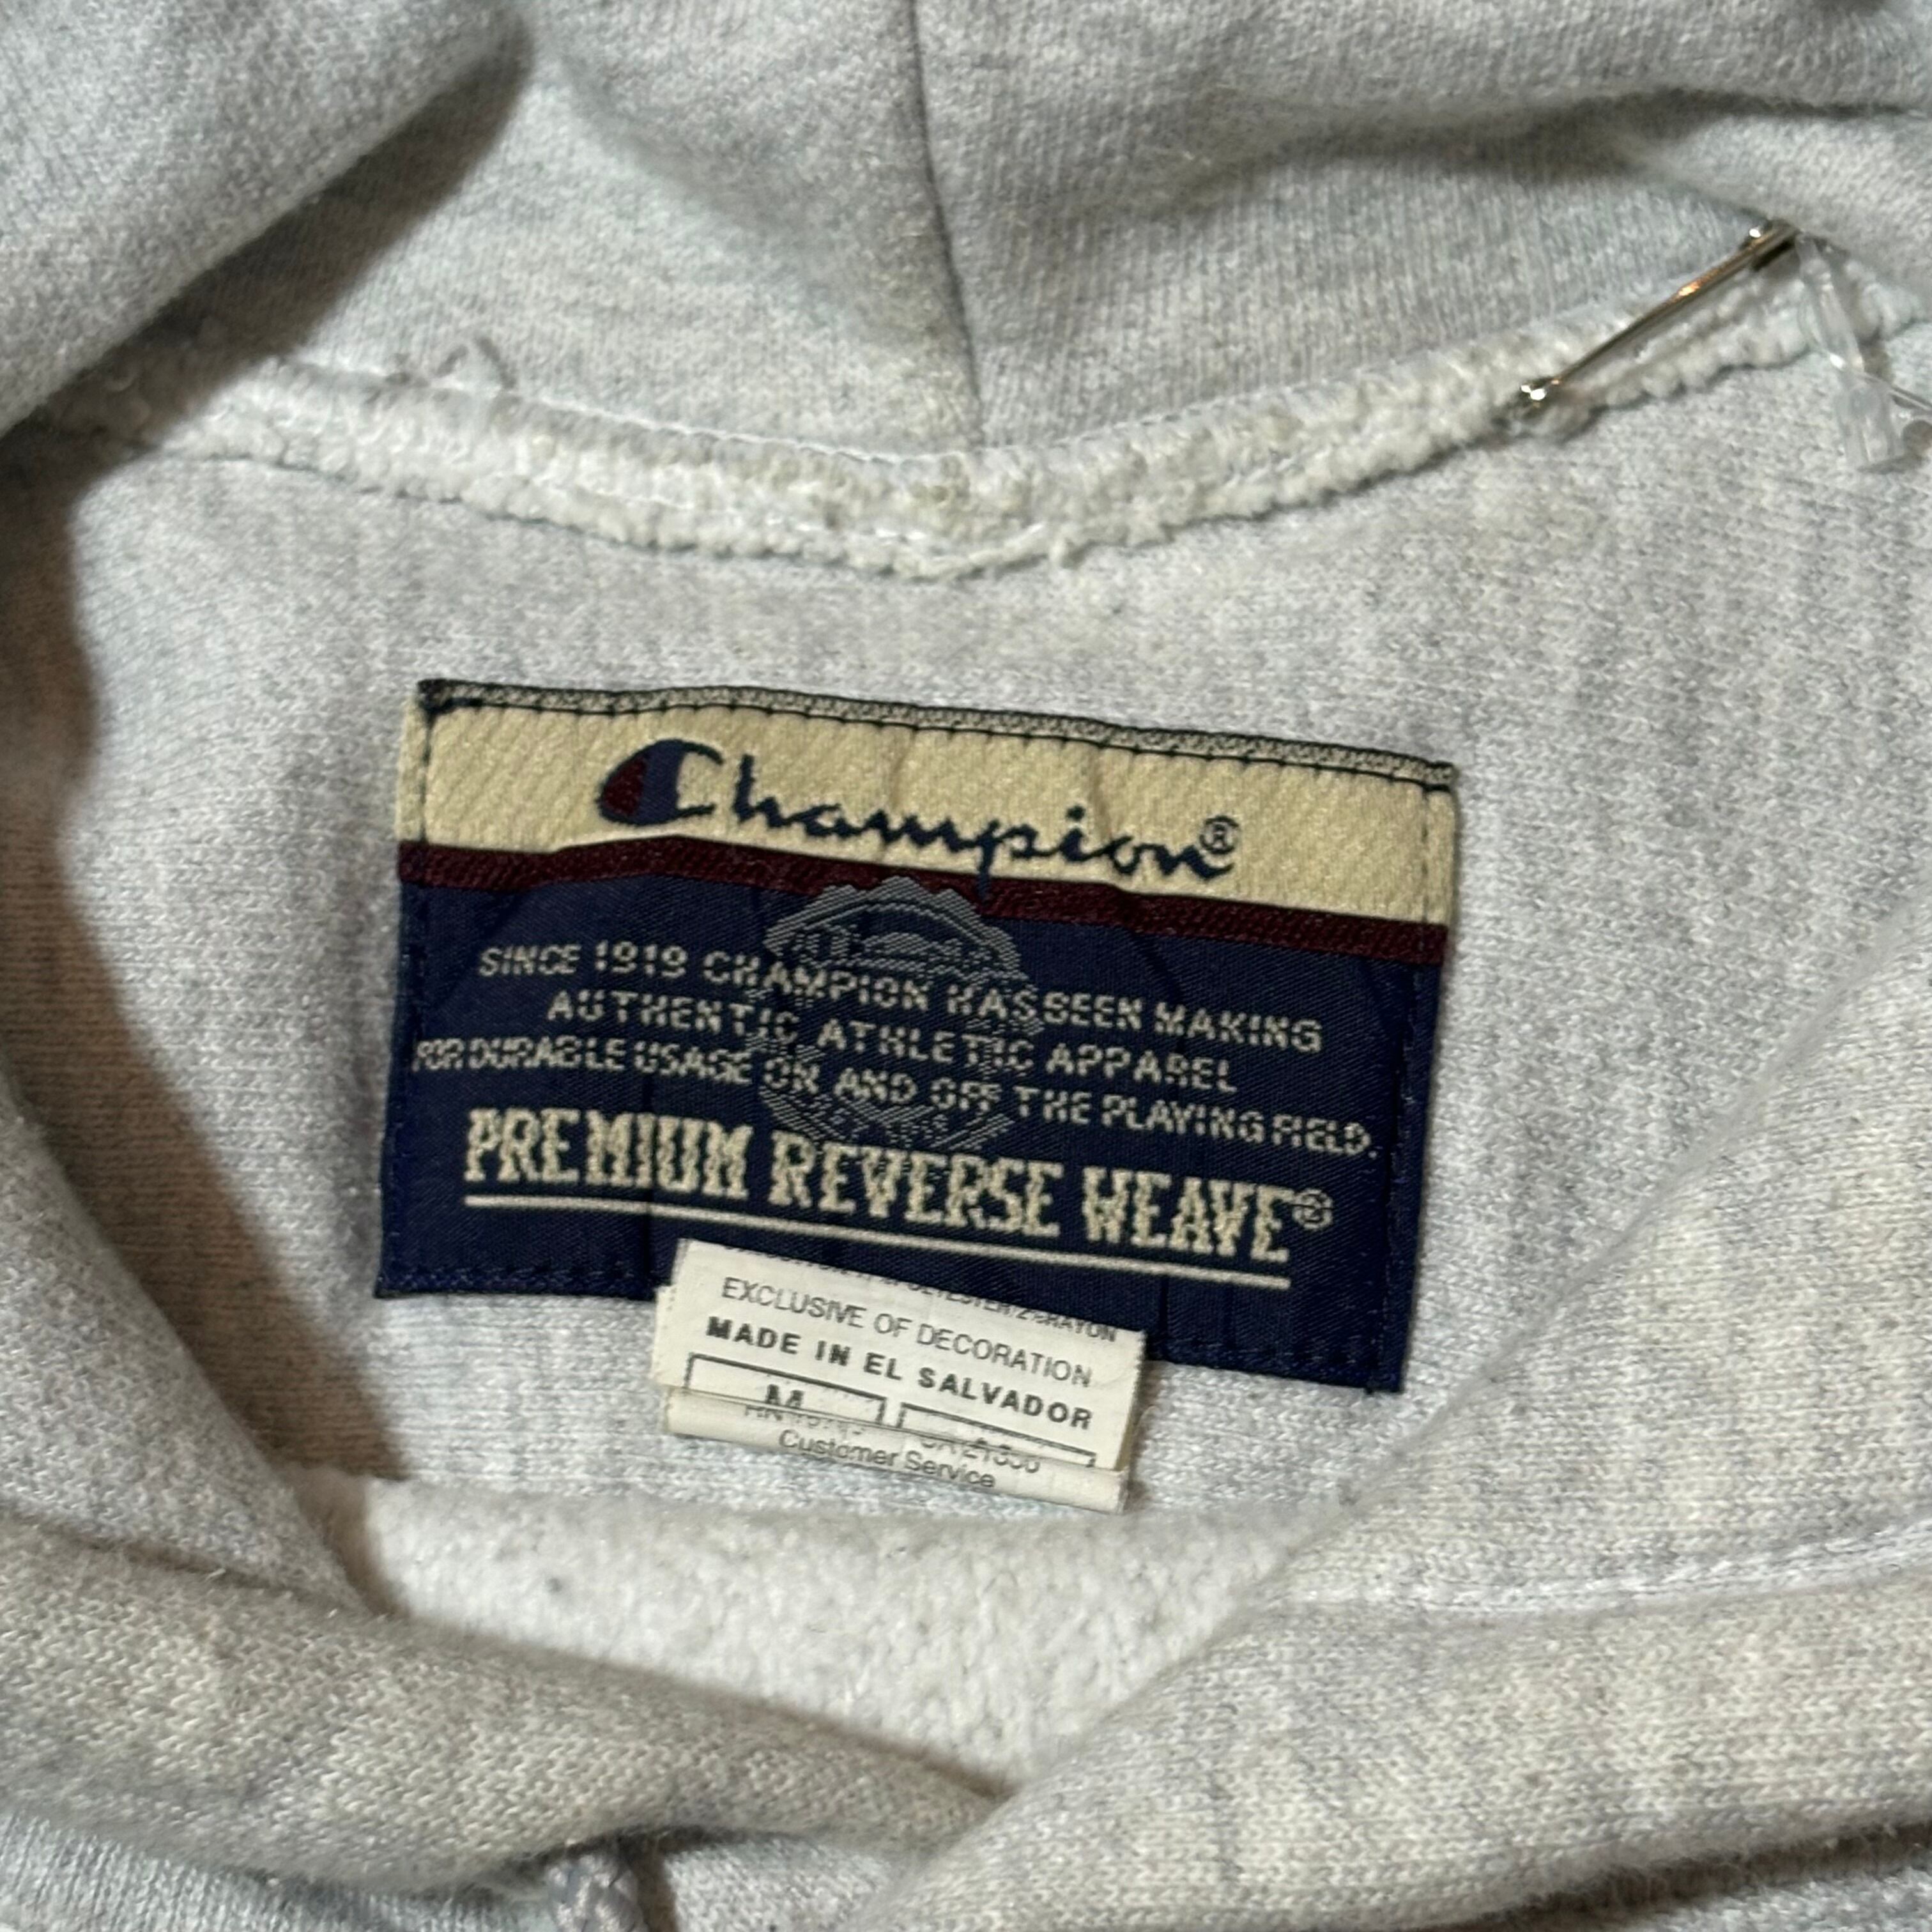 Champion®
SINCE 1919 CHAMPION HAS BEEN MAKING
AUTHENTIC ATHLETIC APPAREL
FOR DURABLE USAGE ON AND OFF THE PLAYING FIELD.
PREMIUM REVERSE WEAVE®
EXCLUSIVE OF DECORATION
MADE IN EL SALVADOR
M
Customer Service